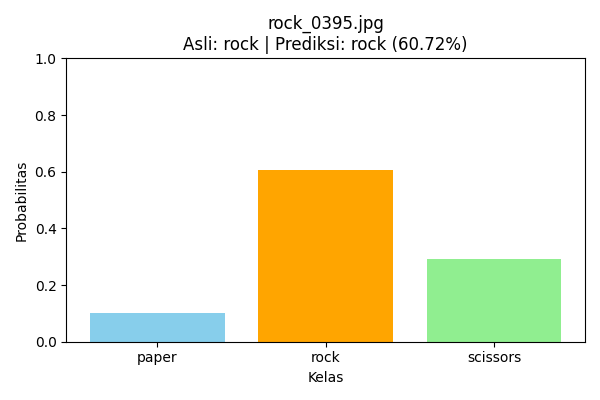 rock_0395.jpg
Asli: rock | Prediksi: rock (60.72%)
1.0
0.8
0.6
0.4
0.2
0.0
Probabilitas
paper rock scissors
Kelas